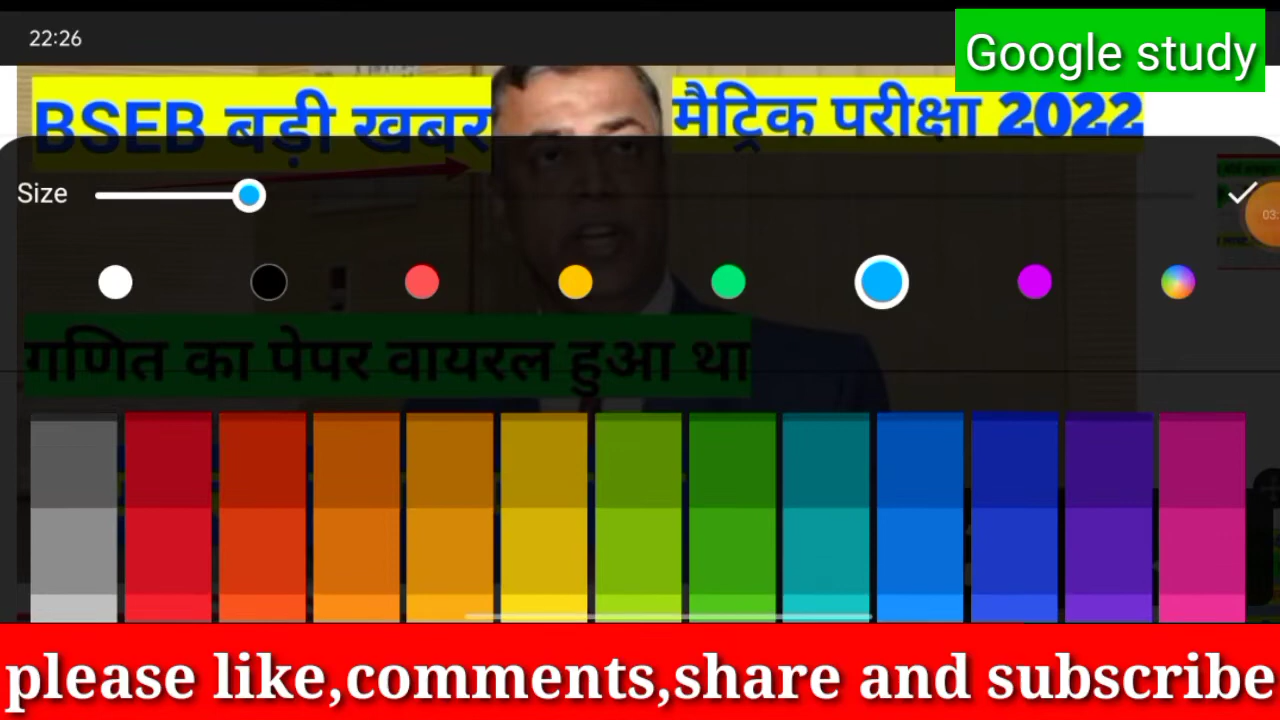 22:26
Google study
BSEB बड़ी खबर
मैट्रिक परीक्षा 2022
Size
गणित का पेपर वायरल हुआ था
please like,comments,share and subscribe